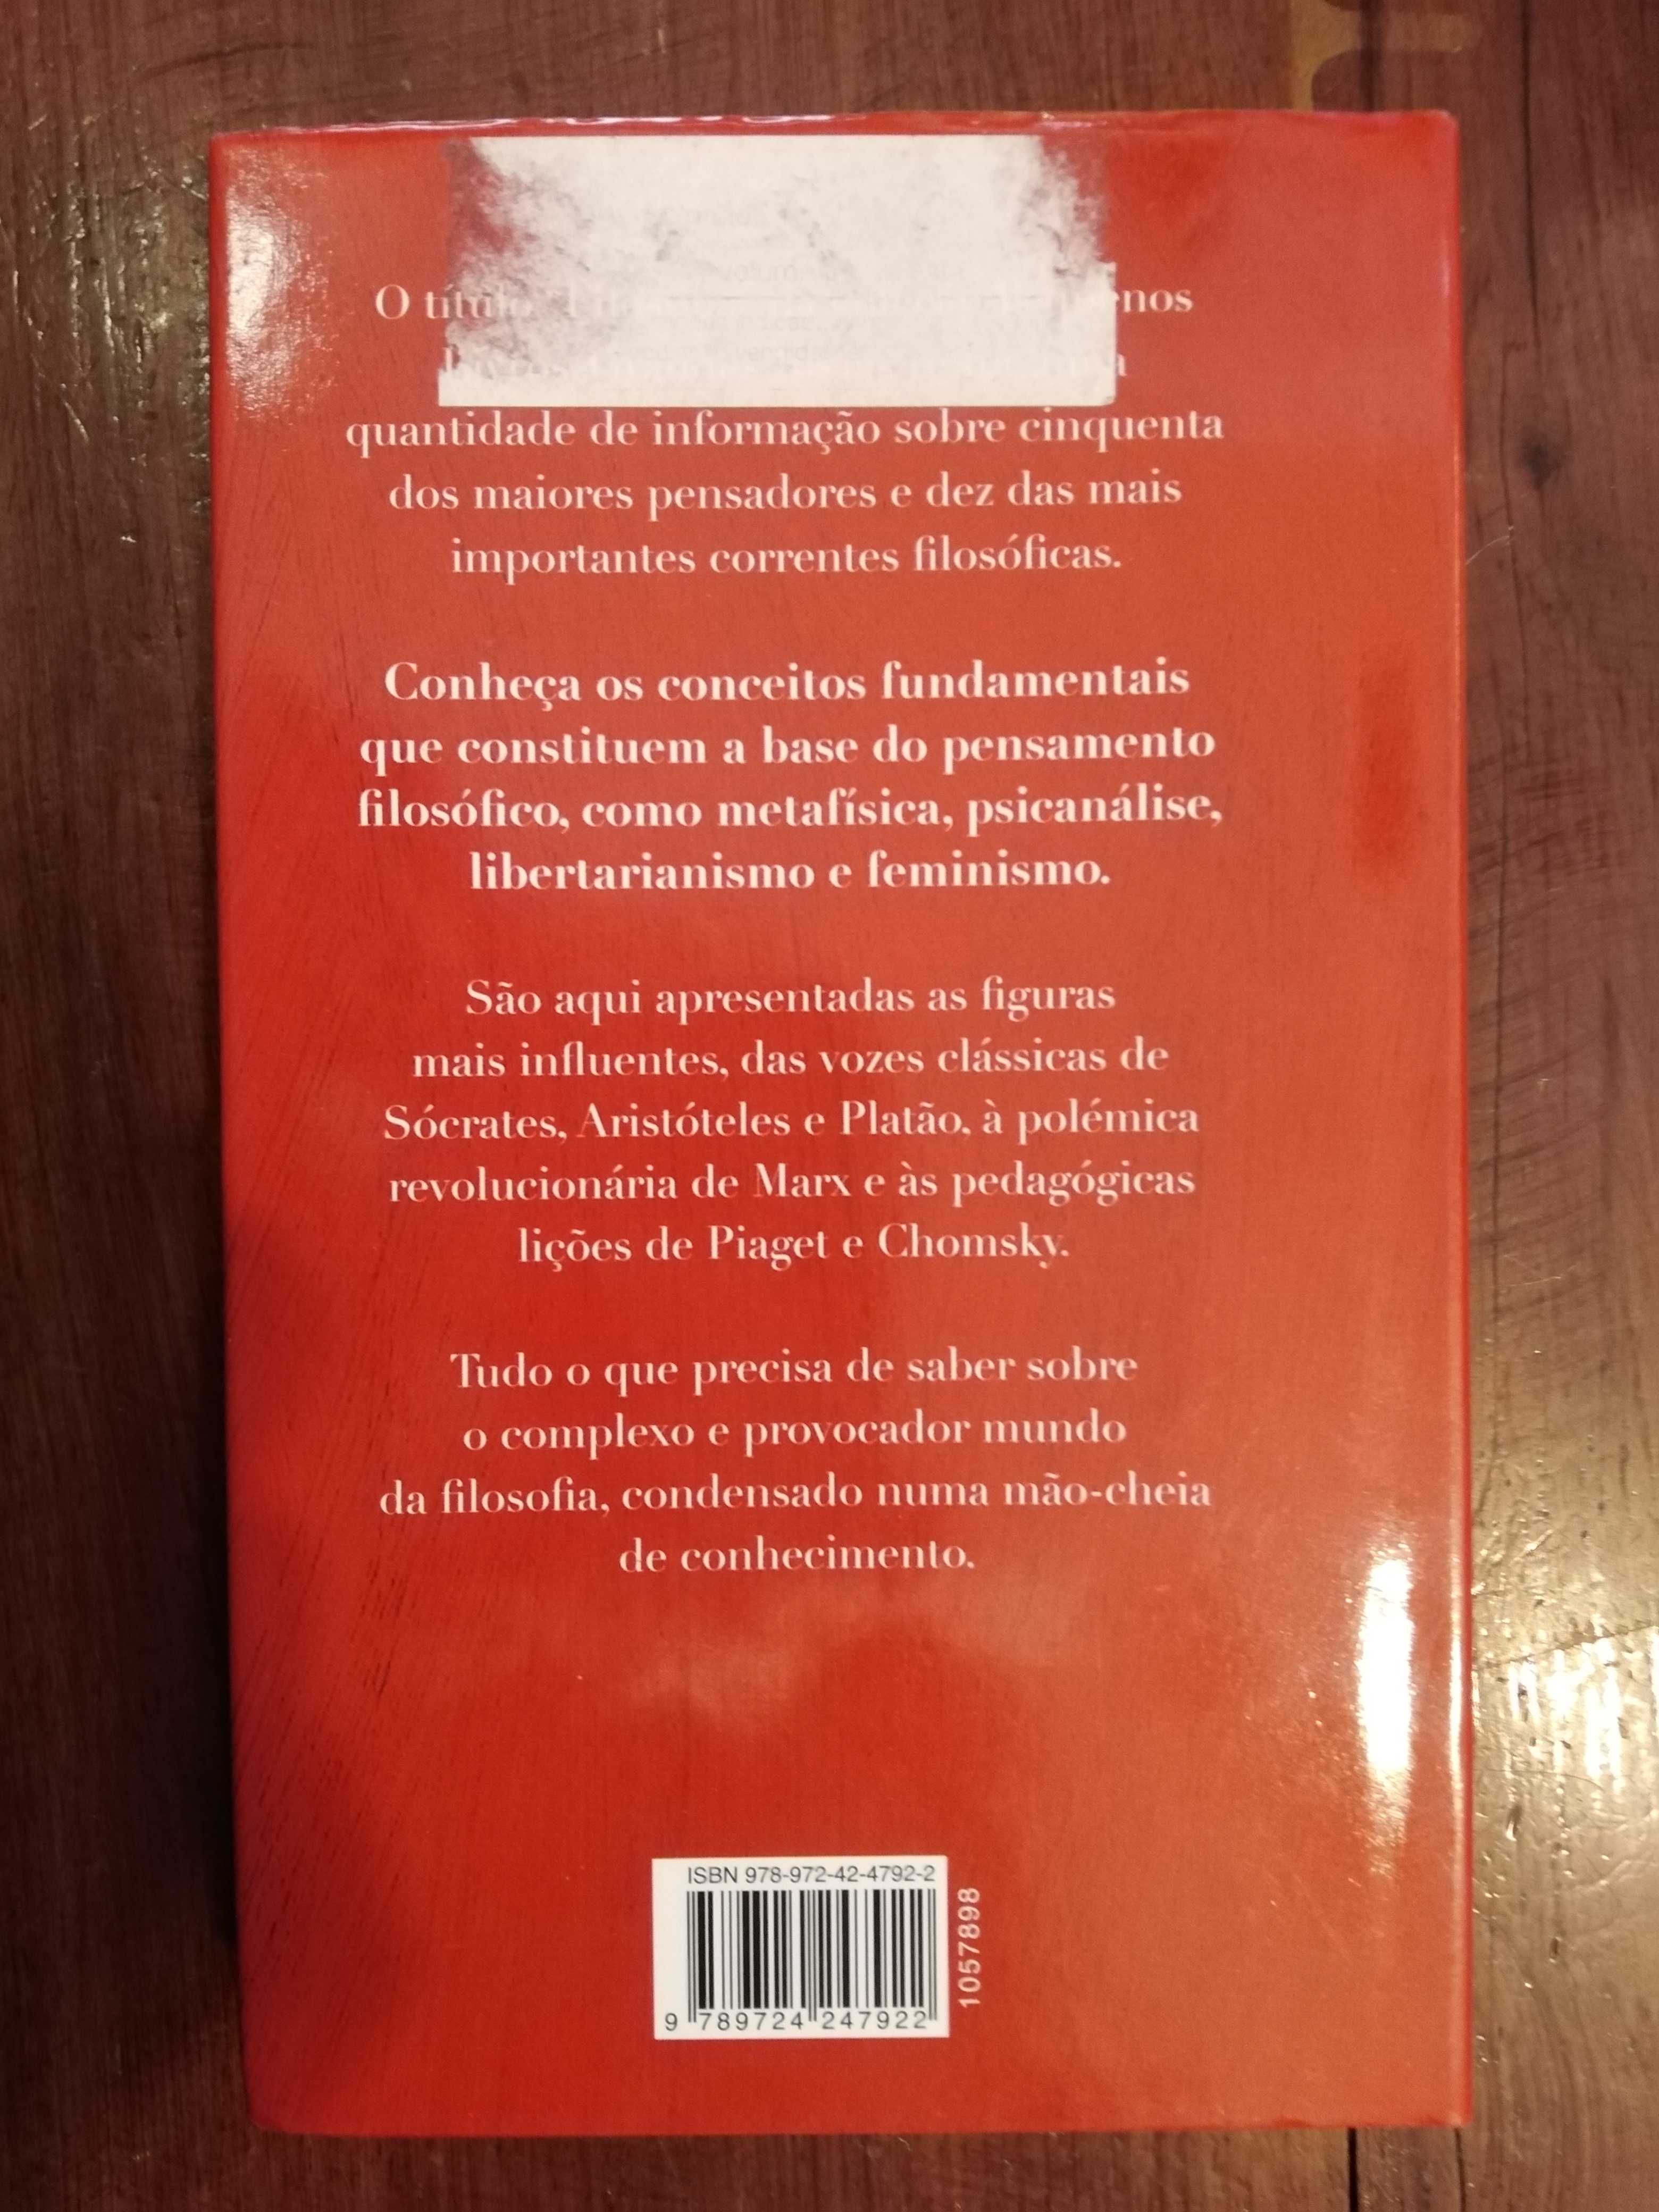 O título nos
quantidade de informação sobre cinquenta
dos maiores pensadores e dez das mais
importantes correntes filosóficas.
Conheça os conceitos fundamentais
que constituem a base do pensamento
filosófico, como metafísica, psicanálise,
libertarianismo e feminismo.
São aqui apresentadas as figuras
mais influentes, das vozes clássicas de
Sócrates, Aristóteles e Platão, à polémica
revolucionária de Marx e às pedagógicas
lições de Piaget e Chomsky.
Tudo o que precisa de saber sobre
o complexo e provocador mundo
da filosofia, condensado numa mão-cheia
de conhecimento.
ISBN 978-972-42-4792-2
9 789724 247922
1057898